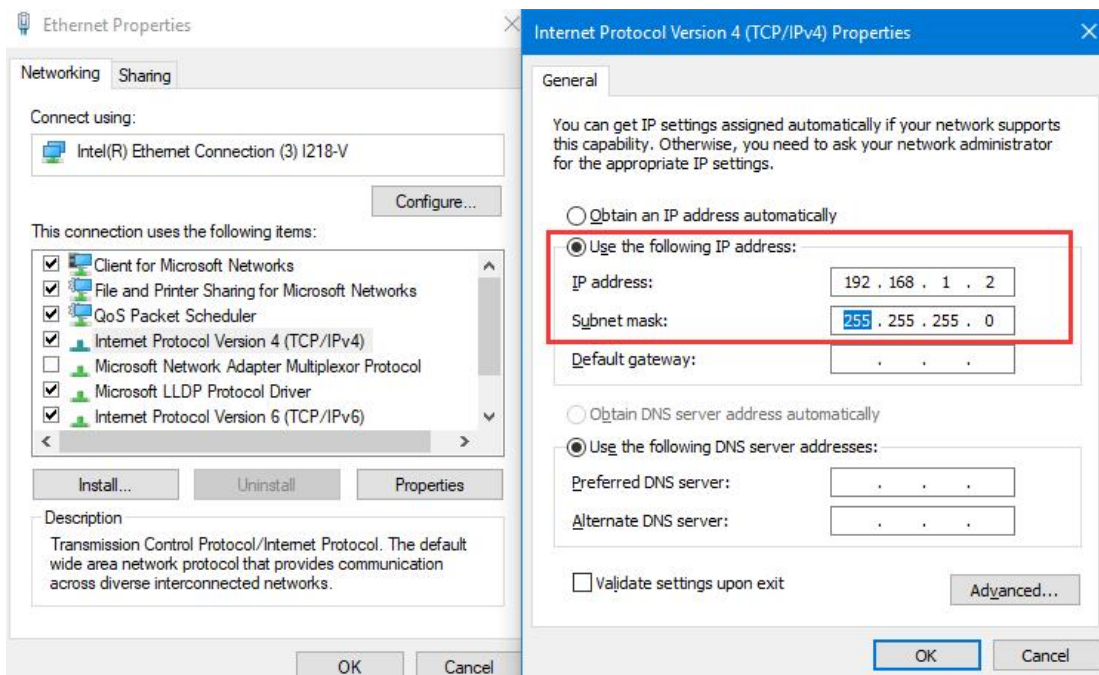 Ethernet Properties
Networking
Sharing
Connect using:
Intel(R) Ethernet Connection (3) I218-V
Configure...
This connection uses the following items:
Client for Microsoft Networks
File and Printer Sharing for Microsoft Networks
QoS Packet Scheduler
Internet Protocol Version 4 (TCP/IPv4)
Microsoft Network Adapter Multiplexor Protocol
Microsoft LLDP Protocol Driver
Internet Protocol Version 6 (TCP/IPv6)
Install...
Uninstall
Properties
Description
Transmission Control Protocol/Internet Protocol. The default
wide area network protocol that provides communication
across diverse interconnected networks.
OK
Cancel
Internet Protocol Version 4 (TCP/IPv4) Properties
General
You can get IP settings assigned automatically if your network supports
this capability. Otherwise, you need to ask your network administrator
for the appropriate IP settings.
Obtain an IP address automatically
Use the following IP address:
IP address:
192 . 168 . 1 . 2
Subnet mask:
255 . 255 . 255 . 0
Default gateway:
. . .
Obtain DNS server address automatically
Use the following DNS server addresses:
Preferred DNS server:
. . .
Alternate DNS server:
. . .
Validate settings upon exit
Advanced...
OK
Cancel